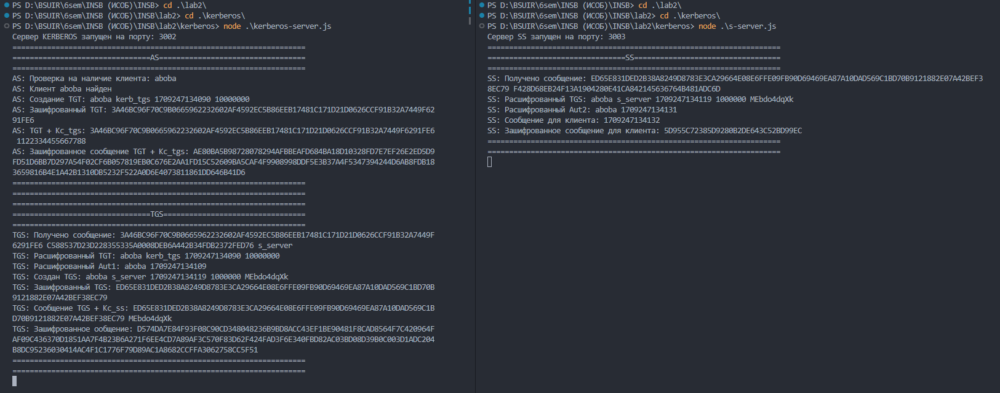 PS D:\BSUIR\6sem\INSB (ИСОБ)\INSB> cd .\lab2\
PS D:\BSUIR\6sem\INSB (ИСОБ)\INSB\lab2> cd .\kerberos\
PS D:\BSUIR\6sem\INSB (ИСОБ)\INSB\lab2\kerberos> node .\kerberos-server.js
Сервер KERBEROS запущен на порту: 3002
====================================================================
================================AS==================================
====================================================================
AS: Проверка на наличие клиента: aboba
AS: Клиент aboba найден
AS: Создание TGT: aboba kerb_tgs 1709247134090 10000000
AS: Зашифрованный TGT: 3A46BC96F70C9B0665962232602AF4592EC5B86EEB17481C171D21D0626CCF91B32A7449F62
91FE6
AS: TGT + Kc_tgs: 3A46BC96F70C9B0665962232602AF4592EC5B86EEB17481C171D21D0626CCF91B32A7449F6291FE6
1122334455667788
AS: Зашифрованное сообщение TGT + Kc_tgs: AE80BA5B98728078294AFBBEAFD684BA18D10328FD7E7EF26E2ED5D9
FD51D6BB7D297A54F02CF6B057819EB0C676E2AA1FD15C52609BA5CAF4F9908998DDF5E3B37A4F5347394244D6AB8FDB18
3659816B4E1A42B1310DB5232F522A0D6E4073811861DD646B41D6
====================================================================
====================================================================
====================================================================
================================TGS=================================
====================================================================
TGS: Получено сообщение: 3A46BC96F70C9B0665962232602AF4592EC5B86EEB17481C171D21D0626CCF91B32A7449F
6291FE6 C588537D23D228355335A0008DEB6A442B34FDB2372FED76 s_server
TGS: Расшифрованный TGT: aboba kerb_tgs 1709247134090 10000000
TGS: Расшифрованный Aut1: aboba 1709247134109
TGS: Создан TGS: aboba s_server 1709247134119 1000000 MEbdo4dqXk
TGS: Зашифрованный TGS: ED65E831DED2B38A8249D8783E3CA29664E08E6FFE09FB90D69469EA87A10DAD569C1BD70B
9121882E07A42BEF38EC79
TGS: Сообщение TGS + Kc_ss: ED65E831DED2B38A8249D8783E3CA29664E08E6FFE09FB90D69469EA87A10DAD569C1B
D70B9121882E07A42BEF38EC79 MEbdo4dqXk
TGS: Зашифрованное ообщение: D574DA7E84F93F08C90CD348048236B9BD8ACC43EF1BE90481F8CAD8564F7C420964F
AF09C436370D1851AA7F4B23B6A271F6EE4CD7A89AF3C570F83D62F424FAD3F6E340FBD82AC03BD08D39B0C003D1ADC204
B8DC95236030414AC4F1C1776F79D89AC1A8682CCFFA3062758CC5F51
====================================================================
====================================================================
PS D:\BSUIR\6sem\INSB (ИСОБ)\INSB> cd .\lab2\
PS D:\BSUIR\6sem\INSB (ИСОБ)\INSB\lab2> cd .\kerberos\
PS D:\BSUIR\6sem\INSB (ИСОБ)\INSB\lab2\kerberos> node .\s-server.js
Сервер SS запущен на порту: 3003
====================================================================
================================SS==================================
====================================================================
SS: Получено сообщение: ED65E831DED2B38A8249D8783E3CA29664E08E6FFE09FB90D69469EA87A10DAD569C1BD70B9121882E07A42BEF3
8EC79 F428D68EB24F13A1904280E41CA842145636764B481ADC6D
SS: Расшифрованный TGS: aboba s_server 1709247134119 1000000 MEbdo4dqXk
SS: Расшифрованный Aut2: aboba 1709247134131
SS: Сообщение для клиента: 1709247134132
SS: Зашифрованное сообщение для клиента: 5D955C72385D9280B2DE643C52BD99EC
====================================================================
====================================================================